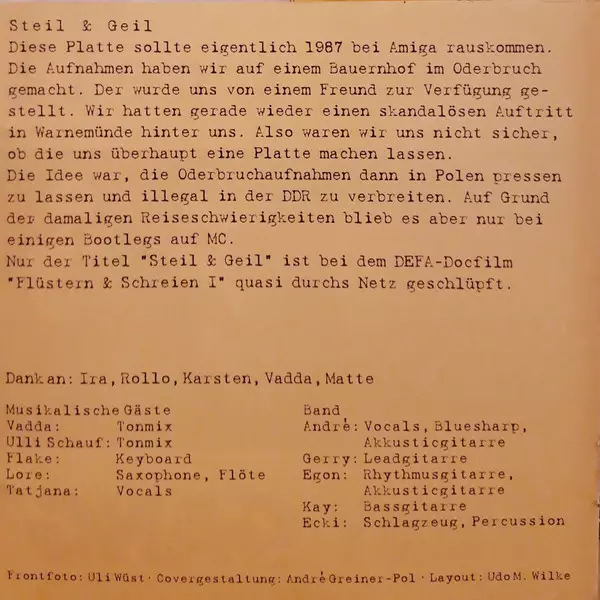 Steil & Geil
Diese Platte sollte eigentlich 1987 bei Amiga rauskommen.
Die Aufnahmen haben wir auf einem Bauernhof im Oderbruch
gemacht. Der wurde uns von einem Freund zur Verfügung ge-
stellt. Wir hatten gerade wieder einen skandalösen Auftritt
in Warnemünde hinter uns. Also waren wir uns nicht sicher,
ob die uns überhaupt eine Platte machen lassen.
Die Idee war, die Oderbruchaufnahmen dann in Polen pressen
zu lassen und illegal in der DDR zu verbreiten. Auf Grund
der damaligen Reiseschwierigkeiten blieb es aber nur bei
einigen Bootlegs auf MC.
Nur der Titel "Steil & Geil" ist bei dem DEFA-Docfilm
"Flüstern & Schreien I" quasi durchs Netz geschlüpft.
Dank an: Ira, Rollo, Karsten, Vadda, Matte
Musikalische Gäste
Vadda: Tonmix
Ulli Schauf: Tonmix
Flake: Keyboard
Lore: Saxophone, Flöte
Tatjana: Vocals
Band
André: Vocals, Bluesharp,
Akkusticgitarre
Gerry: Leadgitarre
Egon: Rhythmusgitarre,
Akkusticgitarre
Kay: Bassgitarre
Ecki: Schlagzeug, Percussion
Frontfoto: Uli Wüst · Covergestaltung: André Greiner-Pol · Layout: Udo M. Wilke